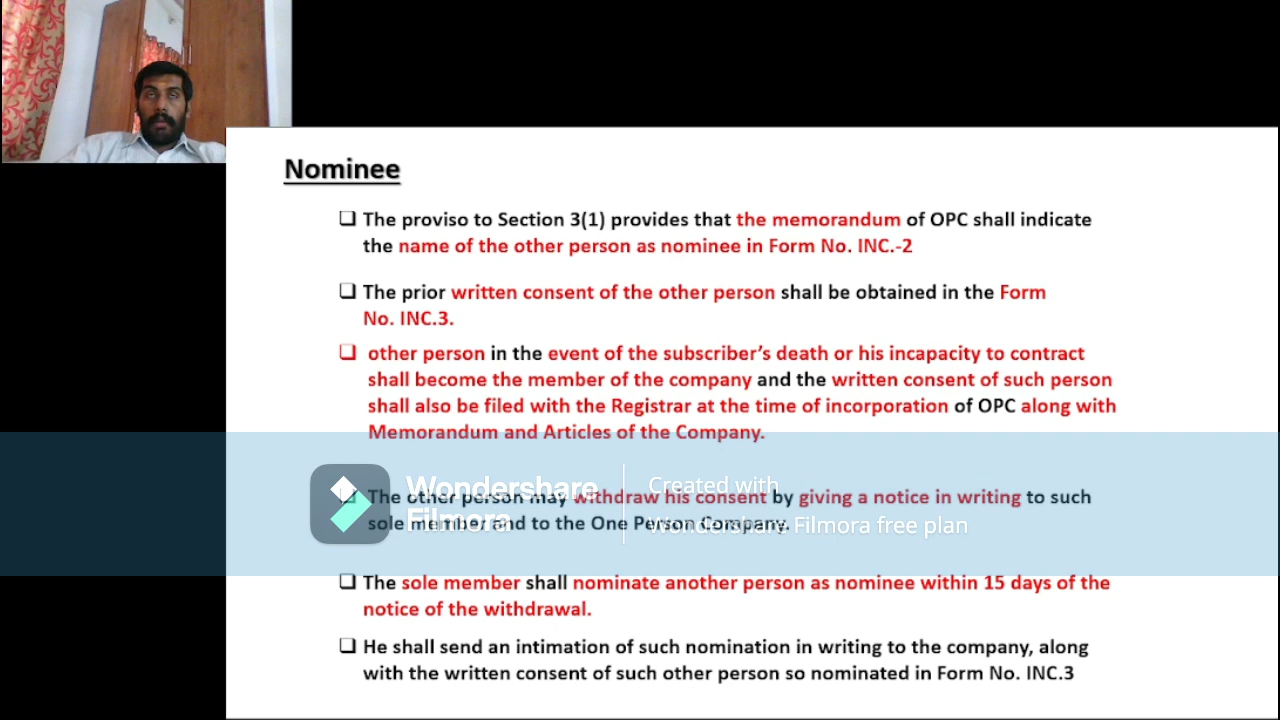 Nominee
❑ The proviso to Section 3(1) provides that the memorandum of OPC shall indicate
the name of the other person as nominee in Form No. INC.-2
❑ The prior written consent of the other person shall be obtained in the Form
No. INC.3.
❑ other person in the event of the subscriber’s death or his incapacity to contract
shall become the member of the company and the written consent of such person
shall also be filed with the Registrar at the time of incorporation of OPC along with
Memorandum and Articles of the Company.
❑ The other person may withdraw his consent by giving a notice in writing to such
sole member and to the One Person Company.
Wondershare
Filmora
Created with
Wondershare Filmora free plan
❑ The sole member shall nominate another person as nominee within 15 days of the
notice of the withdrawal.
❑ He shall send an intimation of such nomination in writing to the company, along
with the written consent of such other person so nominated in Form No. INC.3